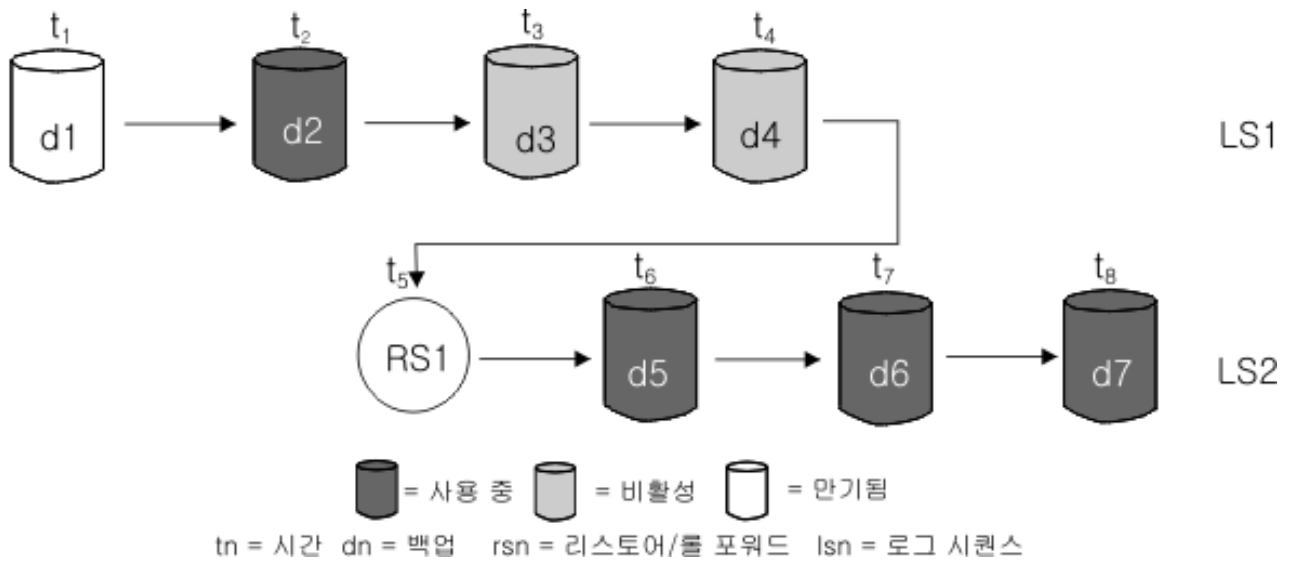 t₁ t₂ t₃ t₄
d1 d2 d3 d4 LS1
t₅ t₆ t₇ t₈
RS1 d5 d6 d7 LS2
= 사용 중 = 비활성 = 만기됨
tn = 시간 dn = 백업 rsn = 리스토어/롤 포워드 lsn = 로그 시퀀스